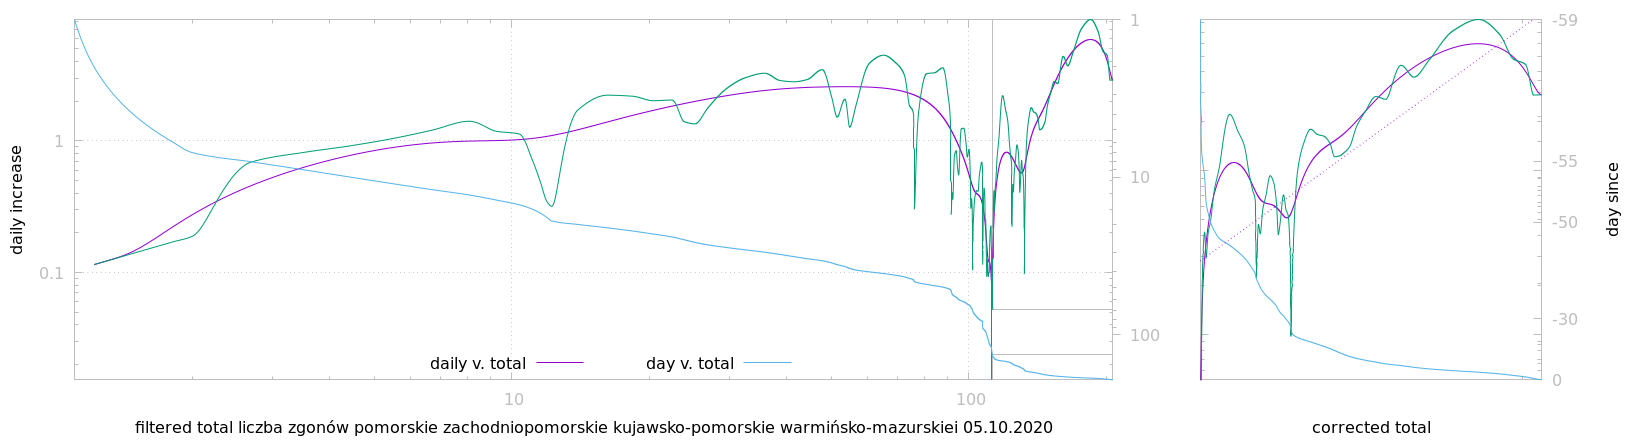 1
-59
1
10
-55
-50
daily increase
day since
0.1
-30
100
daily v. total
day v. total
0
10
100
filtered total liczba zgonów pomorskie zachodniopomorskie kujawsko-pomorskie warmińsko-mazurskiei 05.10.2020
corrected total